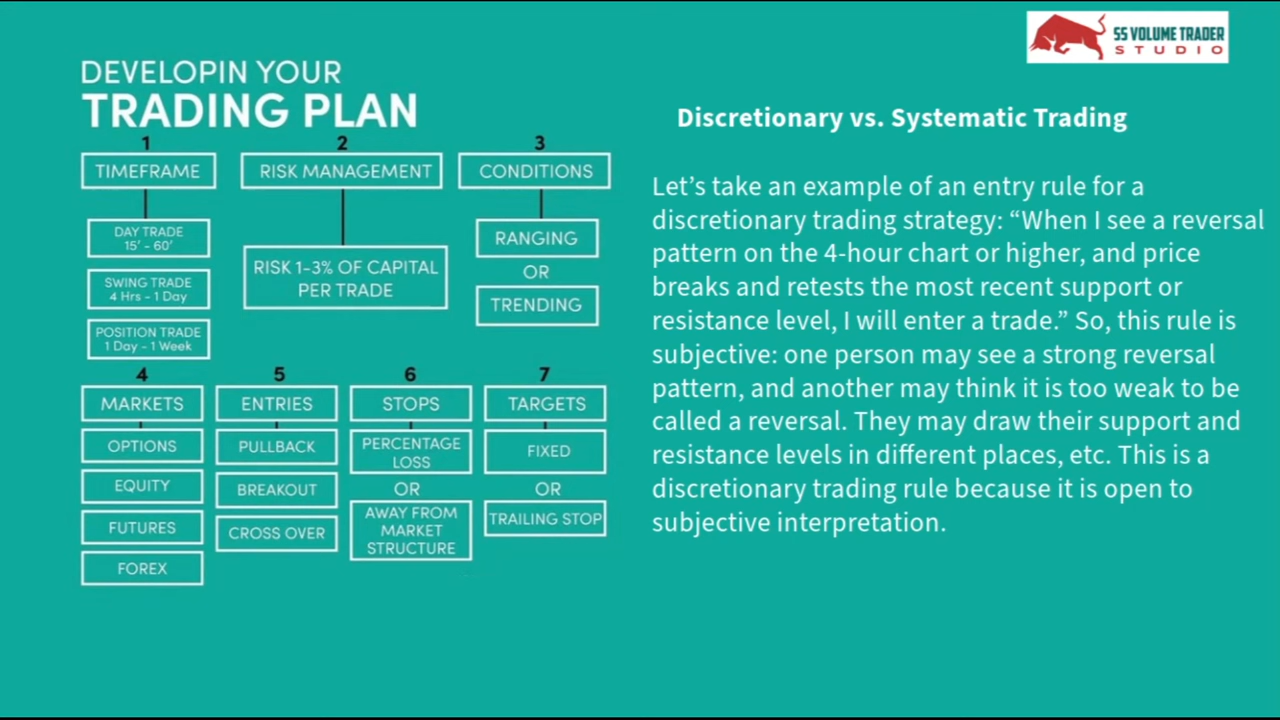 55 VOLUME TRADER
STUDIO
DEVELOPIN YOUR
TRADING PLAN
1
TIMEFRAME
DAY TRADE
15' - 60'
SWING TRADE
4 Hrs - 1 Day
POSITION TRADE
1 Day - 1 Week
2
RISK MANAGEMENT
RISK 1-3% OF CAPITAL
PER TRADE
3
CONDITIONS
RANGING
OR
TRENDING
4
MARKETS
OPTIONS
EQUITY
FUTURES
FOREX
5
ENTRIES
PULLBACK
BREAKOUT
CROSS OVER
6
STOPS
PERCENTAGE
LOSS
OR
AWAY FROM
MARKET
STRUCTURE
7
TARGETS
FIXED
OR
TRAILING STOP
Discretionary vs. Systematic Trading
Let’s take an example of an entry rule for a
discretionary trading strategy: “When I see a reversal
pattern on the 4-hour chart or higher, and price
breaks and retests the most recent support or
resistance level, I will enter a trade.” So, this rule is
subjective: one person may see a strong reversal
pattern, and another may think it is too weak to be
called a reversal. They may draw their support and
resistance levels in different places, etc. This is a
discretionary trading rule because it is open to
subjective interpretation.